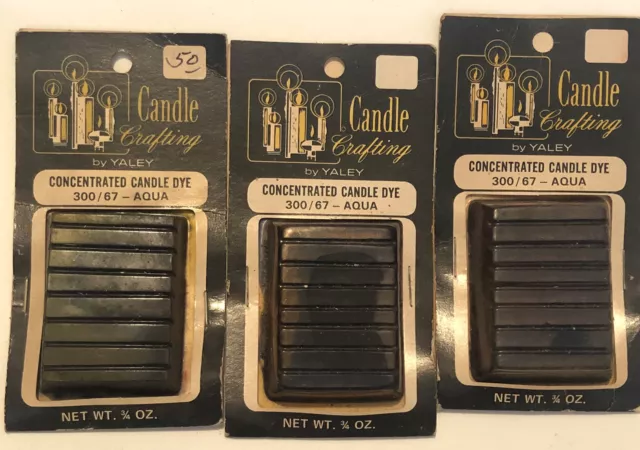 50
Candle
Crafting
by YALEY
CONCENTRATED CANDLE DYE
300/67 - AQUA
NET WT. ¾ OZ.
Candle
Crafting
by YALEY
CONCENTRATED CANDLE DYE
300/67 - AQUA
NET WT. ¾ OZ.
Candle
Crafting
by YALEY
CONCENTRATED CANDLE DYE
300/67 - AQUA
NET WT. ¾ OZ.